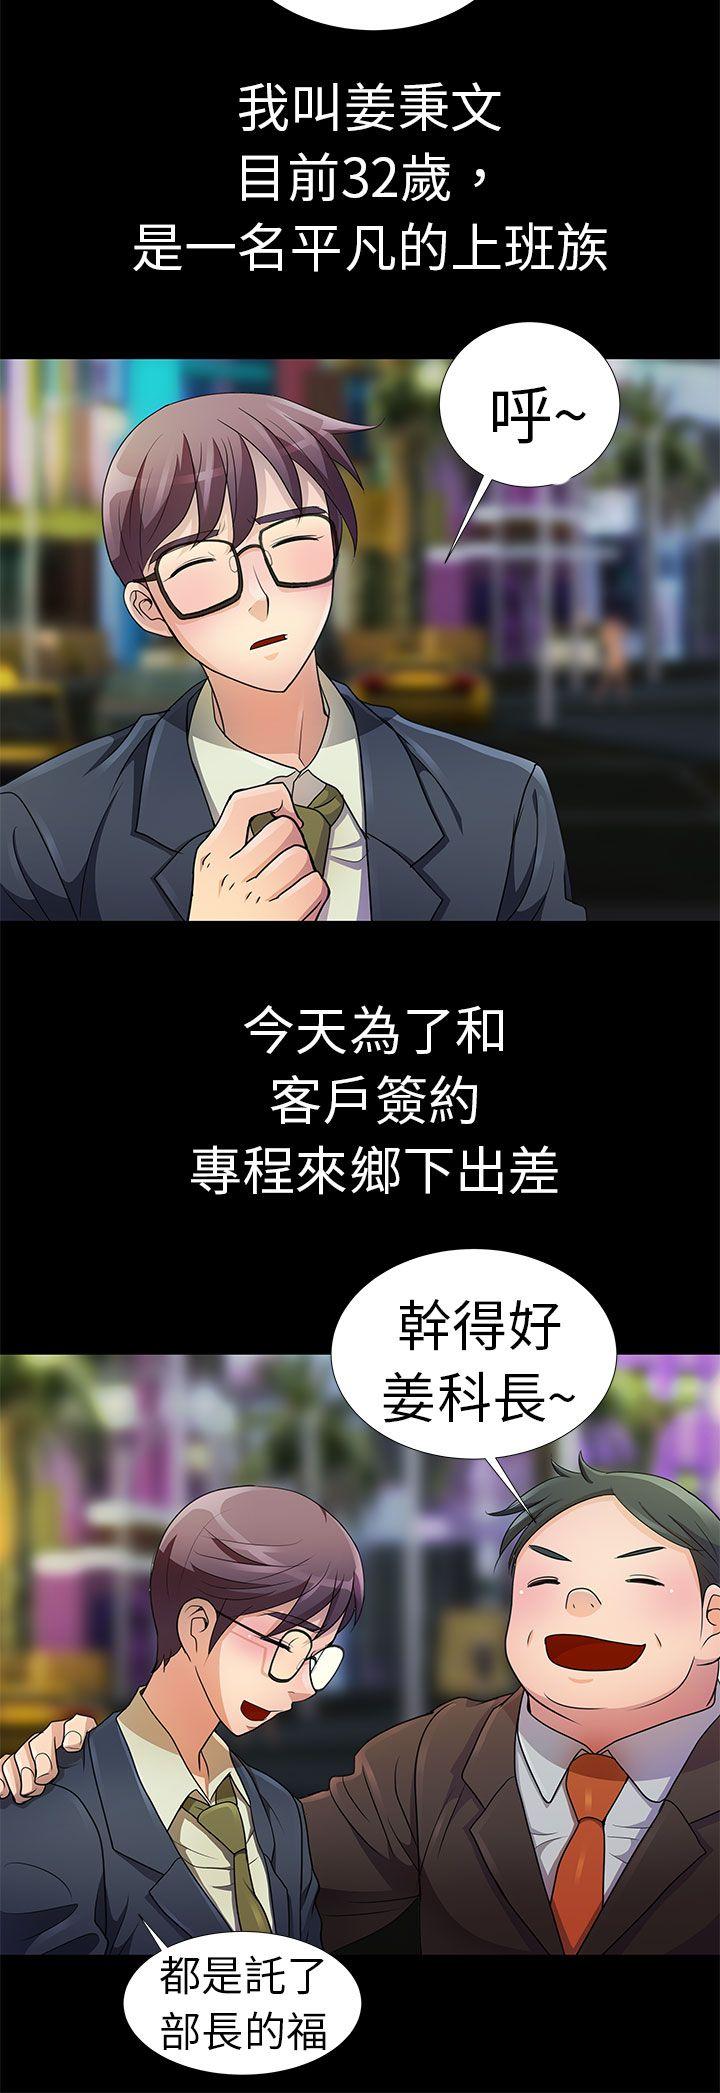 我叫姜秉文
目前32歲，
是一名平凡的上班族
呼~
今天為了和
客戶簽約
專程來鄉下出差
幹得好
姜科長~
都是託了
部長的福